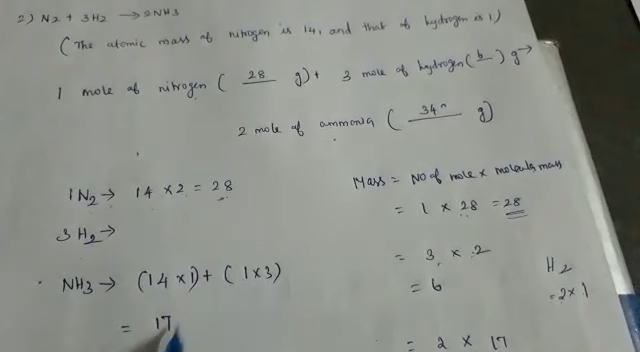 2) N2 + 3H2 → 2NH3
(The atomic mass of nitrogen is 14, and that of hydrogen is 1)
1 mole of nitrogen ( 28 g) + 3 mole of hydrogen ( 6 ) g →
2 mole of ammonia ( 34 g)
1N2 → 14 × 2 = 28
3H2 →
NH3 → (14 × 1) + (1 × 3)
= 17
Mass = No of mole × molecular mass
= 1 × 28 = 28
= 3 × 2
= 6
H2
= 2 × 1
= 2 × 17